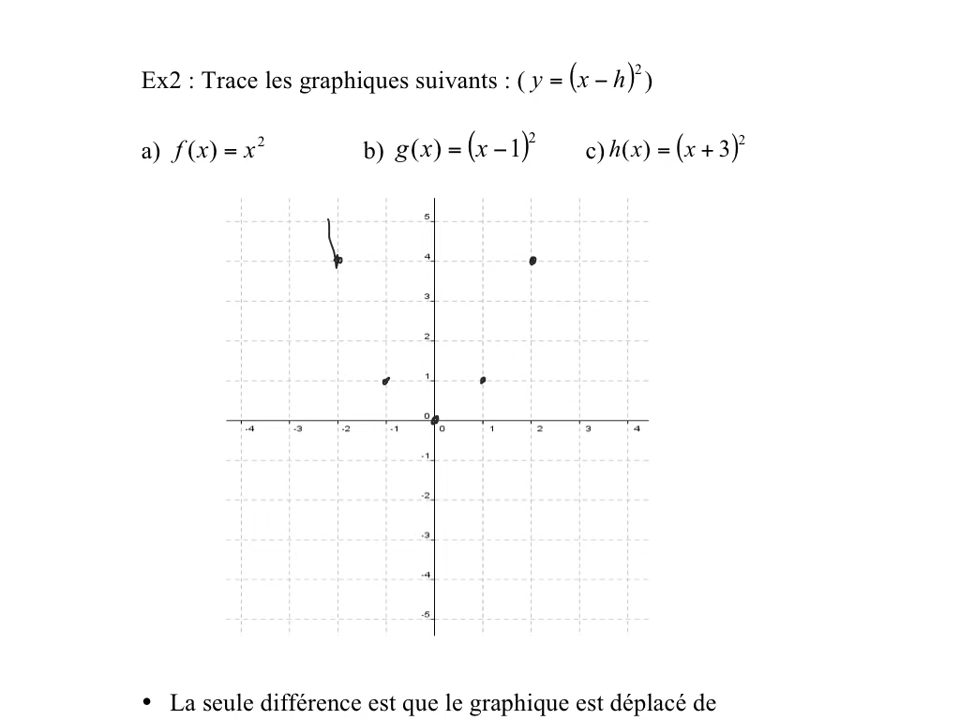 Ex2 : Trace les graphiques suivants : ( y = (x − h)² )
a) f(x) = x² b) g(x) = (x − 1)² c) h(x) = (x + 3)²
5
4
3
2
1
0
-4 -3 -2 -1 0 1 2 3 4
-1
-2
-3
-4
-5
• La seule différence est que le graphique est déplacé de